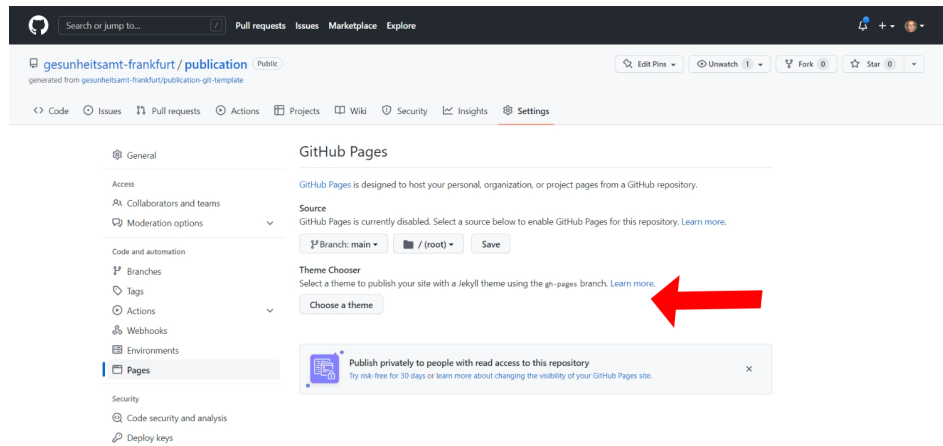 Search or jump to... /
Pull requests Issues Marketplace Explore
gesunheitsamt-frankfurt / publication Public
generated from gesunheitsamt-frankfurt/publication-git-template
Edit Pins Unwatch 1 Fork 0 Star 0
Code Issues Pull requests Actions Projects Wiki Security Insights Settings
General
Access
Collaborators and teams
Moderation options
Code and automation
Branches
Tags
Actions
Webhooks
Environments
Pages
Security
Code security and analysis
Deploy keys
GitHub Pages
GitHub Pages is designed to host your personal, organization, or project pages from a GitHub repository.
Source
GitHub Pages is currently disabled. Select a source below to enable GitHub Pages for this repository. Learn more.
Branch: main / (root) Save
Theme Chooser
Select a theme to publish your site with a Jekyll theme using the gh-pages branch. Learn more.
Choose a theme
Publish privately to people with read access to this repository
Try risk-free for 30 days or learn more about changing the visibility of your GitHub Pages site.